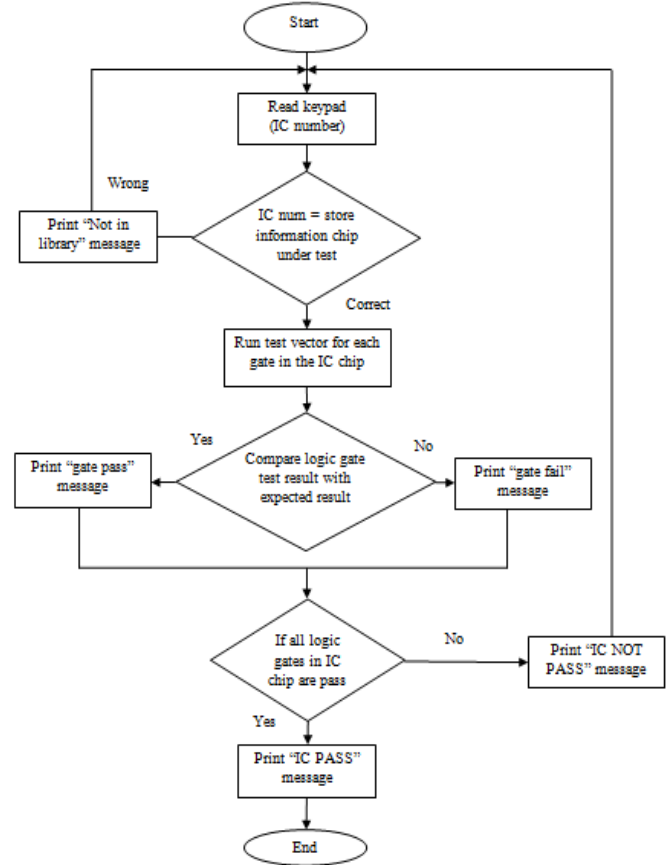 Start
Read keypad
(IC number)
Wrong
Print “Not in
library” message
IC num = store
information chip
under test
Correct
Run test vector for each
gate in the IC chip
Yes
No
Print “gate pass”
message
Compare logic gate
test result with
expected result
Print “gate fail”
message
If all logic
gates in IC
chip are pass
No
Print “IC NOT
PASS” message
Yes
Print “IC PASS”
message
End